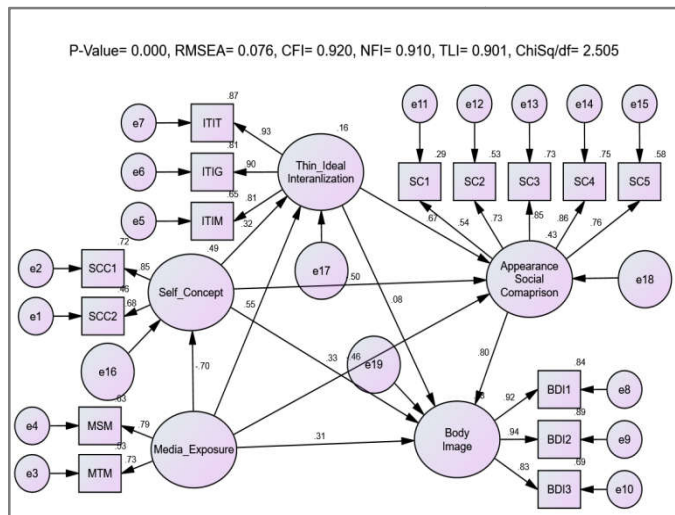 P-Value= 0.000, RMSEA= 0.076, CFI= 0.920, NFI= 0.910, TLI= 0.901, ChiSq/df= 2.505
e11
e12
e13
e14
e15
.87
e7
ITIT
.93
.16
.81
e6
ITIG
.90
Thin_Ideal
Interanlization
.29
.53
.73
.75
.58
SC1
SC2
SC3
SC4
SC5
.65
e5
ITIM
.81
.32
.67
.54
.73
.85
.86
.76
.43
.72
.49
e2
SCC1
.85
e17
Appearance
Social
Comaprison
e18
.46
Self_Concept
.50
e1
SCC2
.68
.55
.08
e16
.33
.46
e19
.80
-.70
.84
.63
.92
BDI1
e8
e4
MSM
.79
.89
.53
Media_Exposure
.31
Body
Image
.94
BDI2
e9
e3
MTM
.73
.69
.83
BDI3
e10